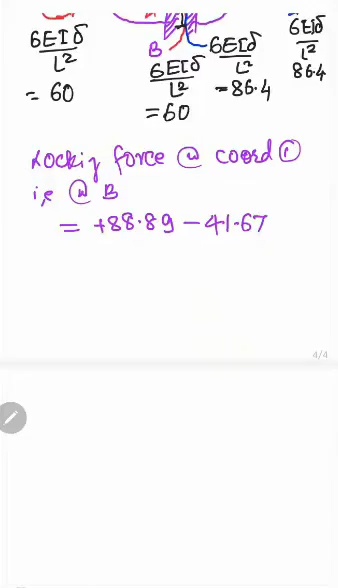 6EIδ
L²
= 60
B
6EIδ
L²
= 60
6EIδ
L²
= 86.4
6EIδ
L²
86.4
Locking force @ coord ①
i,e @ B
= +88.89 - 41.67
4/4